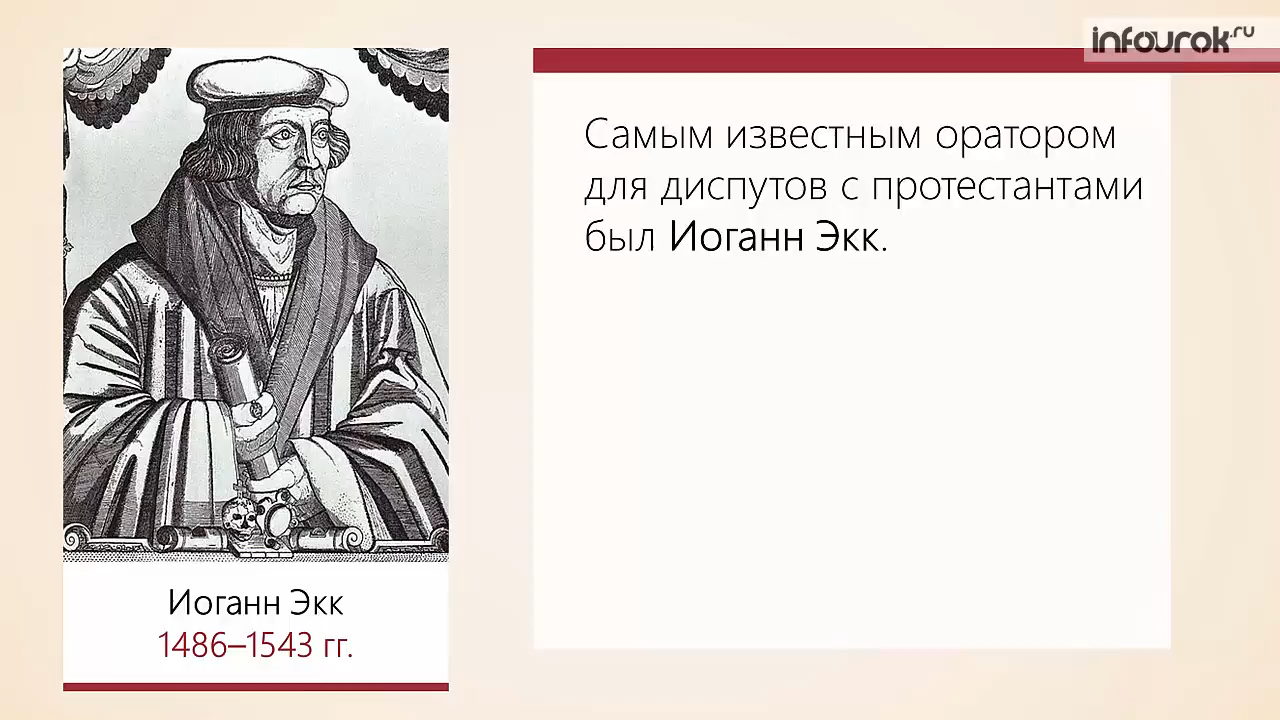 infourok.ru
Самым известным оратором
для диспутов с протестантами
был Иоганн Экк.
Иоганн Экк
1486–1543 гг.